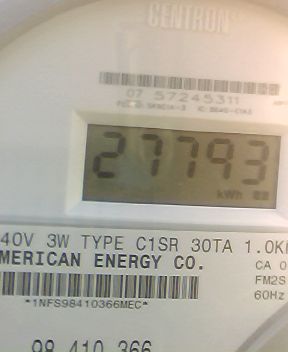 CENTRON
07 57245311
27793
kWh
40V 3W TYPE C1SR 30TA 1.0K
MERICAN ENERGY CO.
CA 0
FM2S
*1NFS98410366MEC*
60Hz
98 410 366